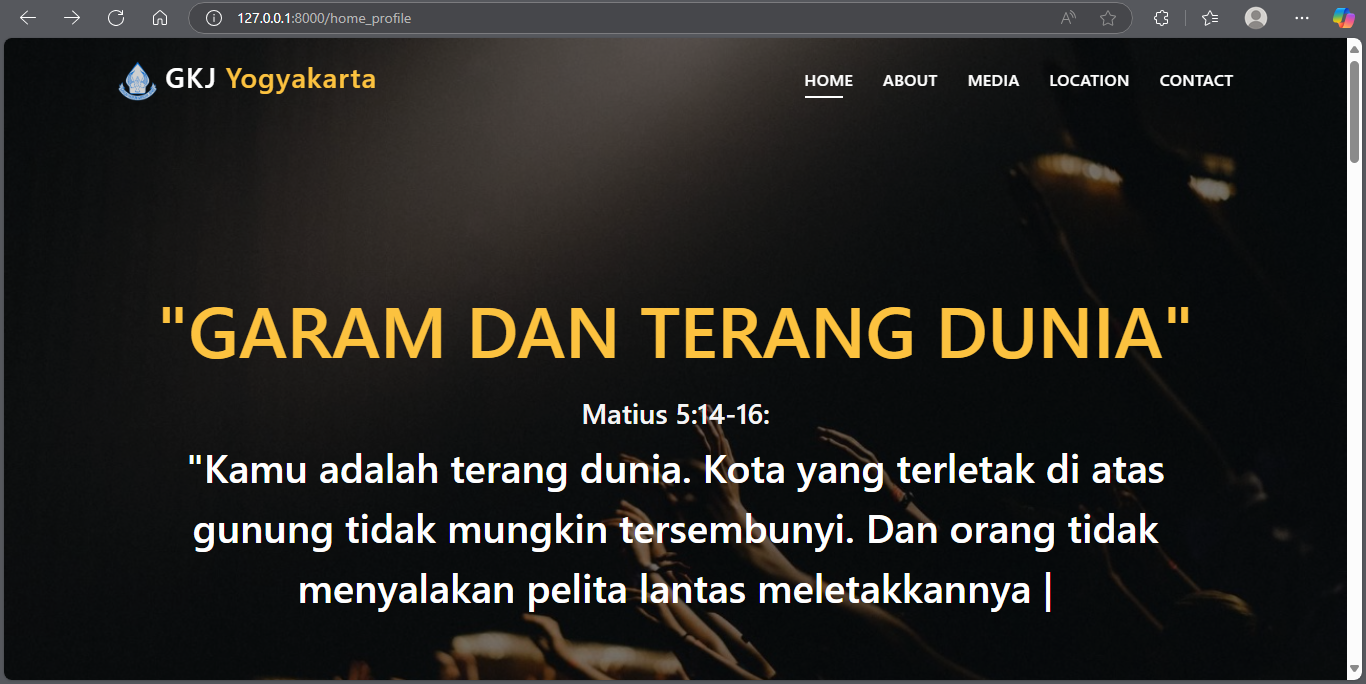 127.0.0.1:8000/home_profile
GKJ Yogyakarta
HOME ABOUT MEDIA LOCATION CONTACT
"GARAM DAN TERANG DUNIA"
Matius 5:14-16:
"Kamu adalah terang dunia. Kota yang terletak di atas
gunung tidak mungkin tersembunyi. Dan orang tidak
menyalakan pelita lantas meletakkannya |